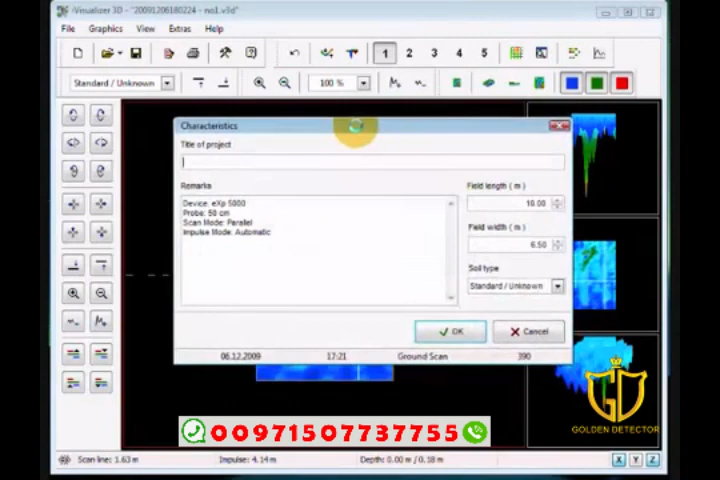 iVisualizer 3D - "20091206180224 - no1.v3d"
File Graphics View Extras Help
1 2 3 4 5
Standard / Unknown 100 %
Characteristics
Title of project
Remarks
Device: eXp 5000
Probe: 50 cm
Scan Mode: Parallel
Impulse Mode: Automatic
Field length ( m )
10.00
Field width ( m )
6.50
Soil type
Standard / Unknown
OK Cancel
06.12.2009 17:21 Ground Scan 390
GD
GOLDEN DETECTOR
00971507737755
Scan line: 1.63 m Impulse: 4.14 m Depth: 0.00 m / 0.18 m X Y Z